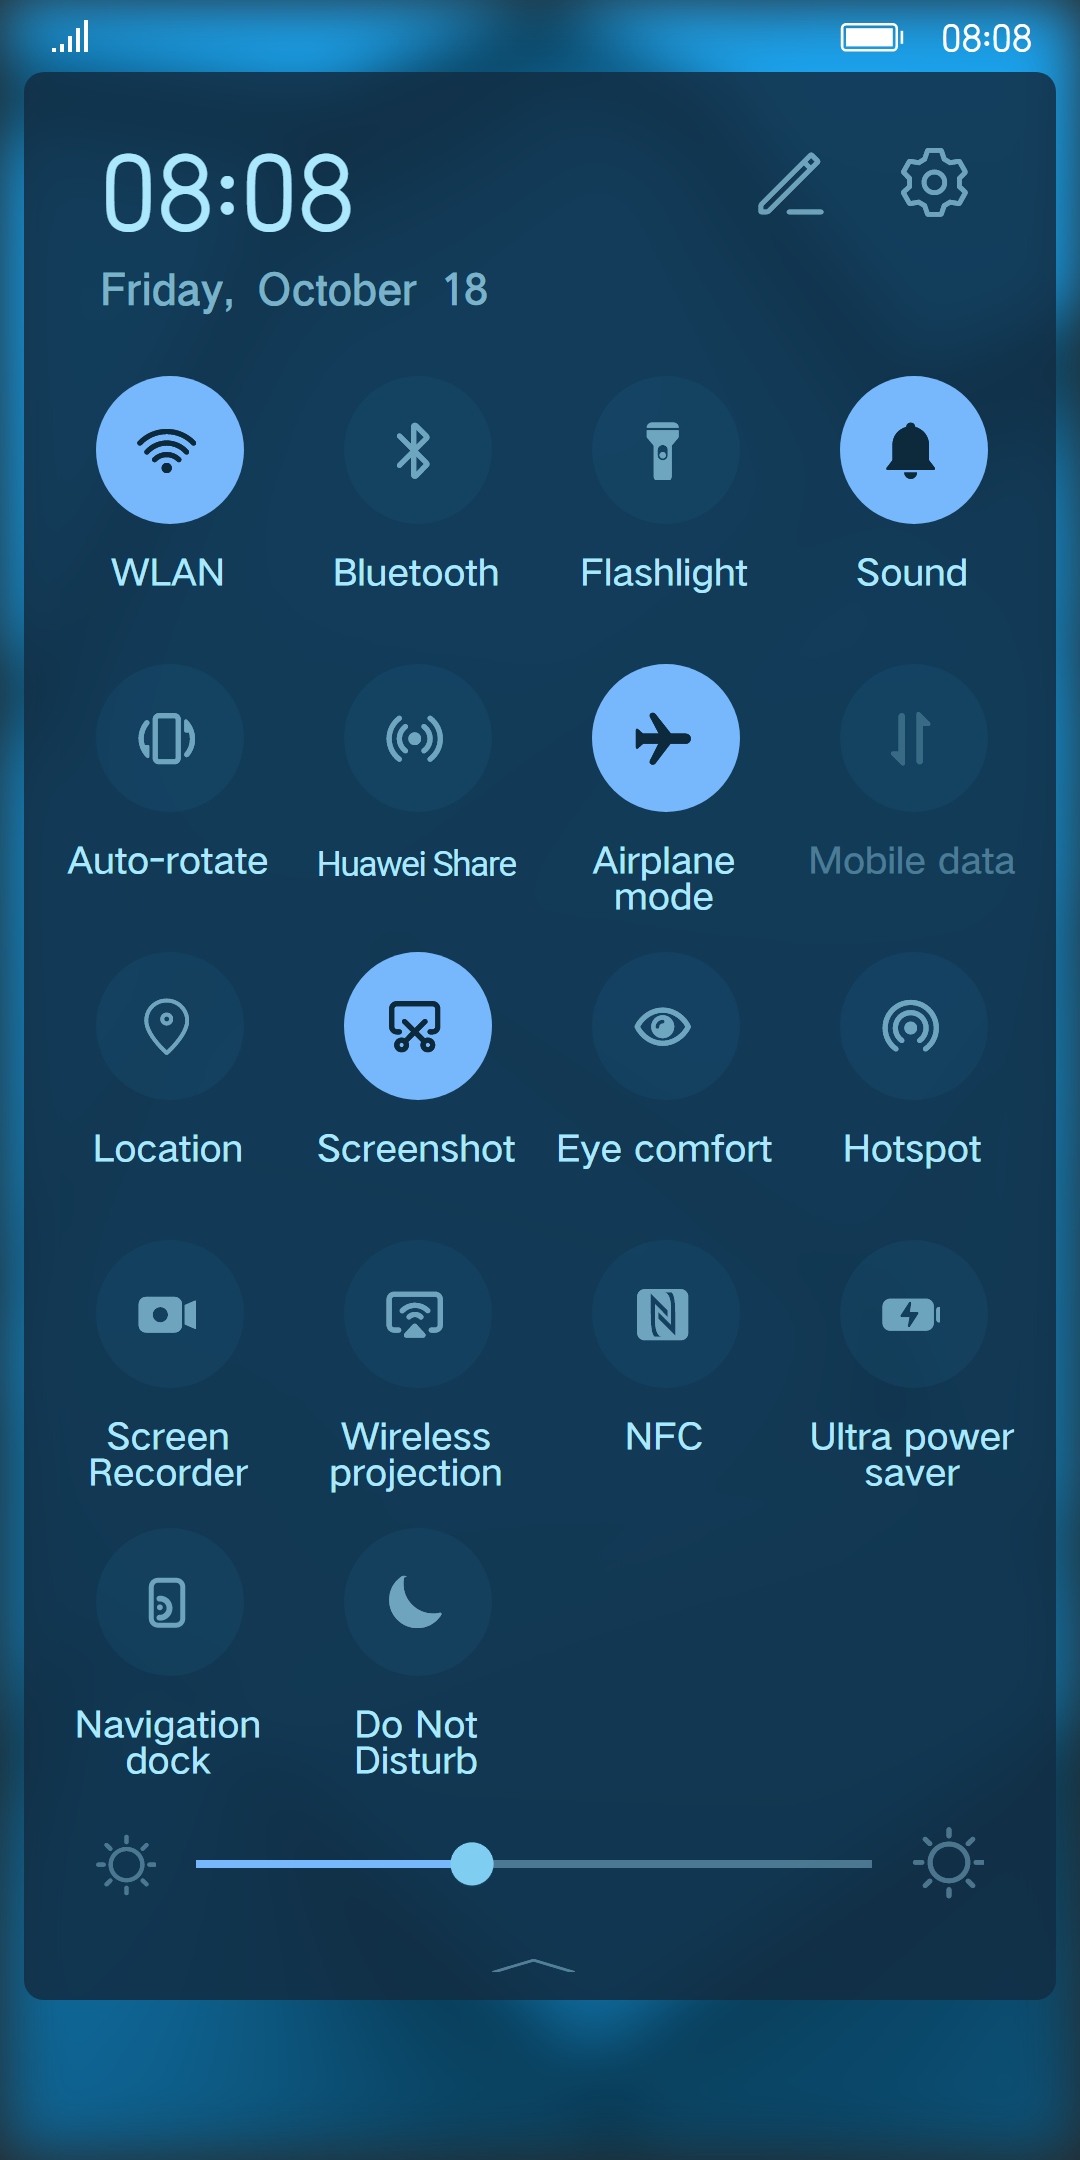 08:08
08:08
Friday, October 18
WLAN Bluetooth Flashlight Sound
Auto-rotate Huawei Share Airplane mode Mobile data
Location Screenshot Eye comfort Hotspot
Screen Recorder Wireless projection NFC Ultra power saver
Navigation dock Do Not Disturb